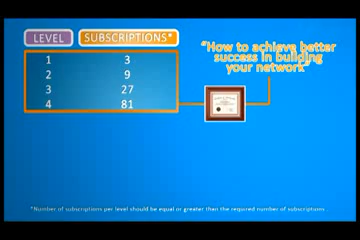 LEVEL SUBSCRIPTIONS*
1 3
2 9
3 27
4 81
“How to achieve better
success in building
your network”
*Number of subscriptions per level should be equal or greater than the required number of subscriptions.